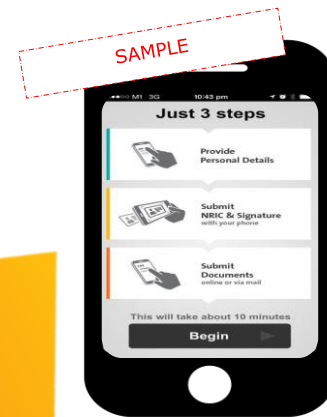 SAMPLE
M1 3G 10:43 pm
Just 3 steps
Provide
Personal Details
Submit
NRIC & Signature
with your phone
Submit
Documents
online or via mail
This will take about 10 minutes
Begin